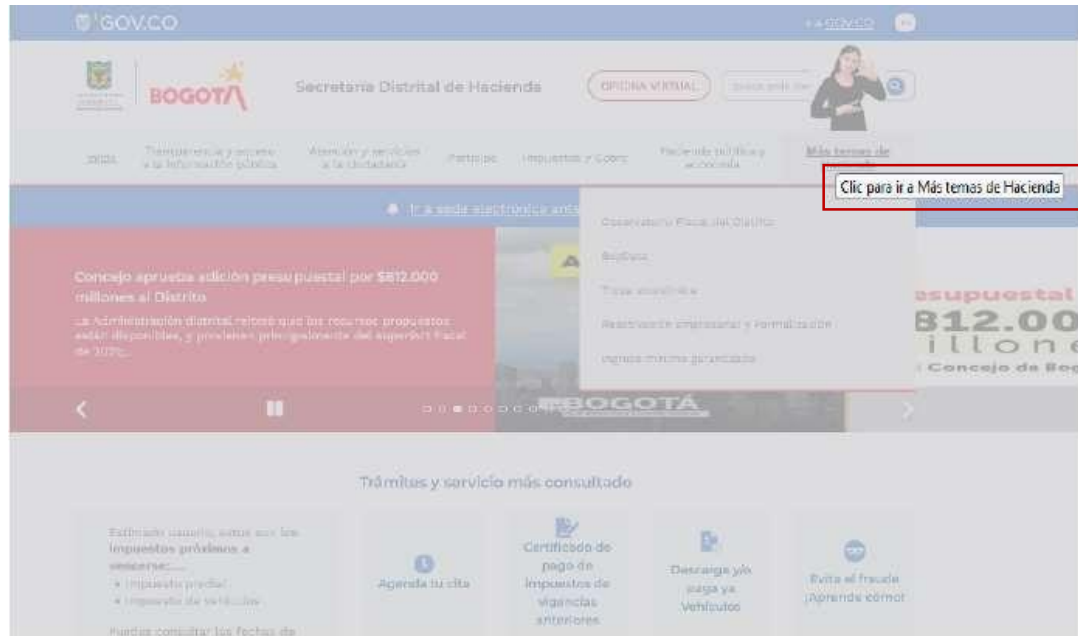 GOV.CO
Ir a GOV.CO
BOGOTÁ
Secretaría Distrital de Hacienda
OFICINA VIRTUAL
Inicio
Transparencia y acceso
a la información pública
Atención y servicios
a la ciudadanía
Participe
Impuestos y Cobro
Hacienda pública y
economía
Más temas de
Clic para ir a Más temas de Hacienda
Ir a sede electrónica
Observatorio Fiscal del Distrito
Reactivación empresarial y Formalización
Ingreso mínimo garantizado
Concejo aprueba adición presupuestal por $812.000
millones al Distrito
La Administración distrital reiteró que los recursos propuestos
están disponibles, y provienen principalmente del superávit fiscal
esupuestal
812.00
illone
Concejo de Bog
BOGOTÁ
Trámites y servicio más consultado
Estimado usuario, estos son los
impuestos próximos a
vencerse:
Impuesto predial
Impuesto de vehículos
Puedes consultar las fechas de
Agenda tu cita
Certificado de
pago de
impuestos de
vigencias
anteriores
Descarga y/o
paga ya
Vehículos
Evita el fraude
¡Aprende cómo!